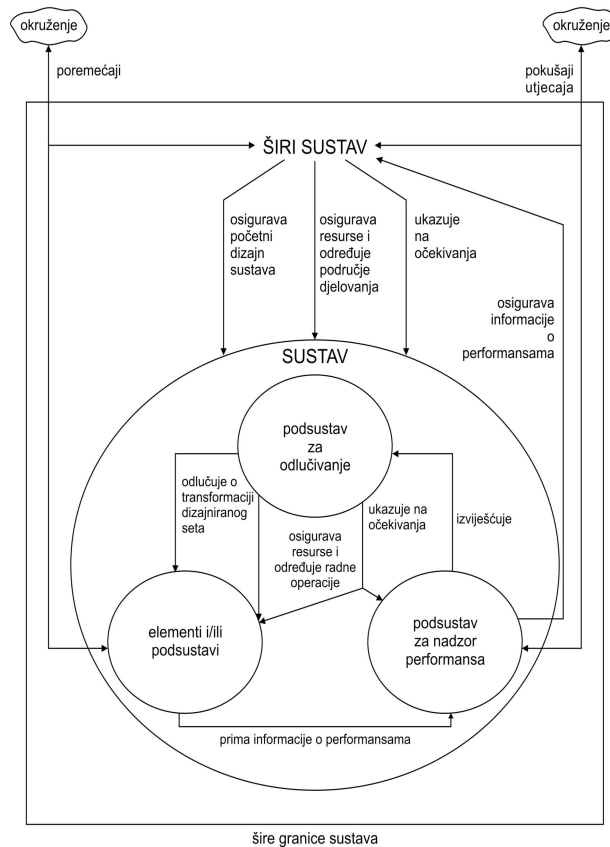 okruženje
okruženje
poremećaji
pokušaji
utjecaja
ŠIRI SUSTAV
osigurava
početni
dizajn
sustava
osigurava
resurse i
određuje
područje
djelovanja
ukazuje
na
očekivanja
osigurava
informacije
o
performansama
SUSTAV
podsustav
za
odlučivanje
odlučuje o
transformaciji
dizajniranog
seta
osigurava
resurse i
određuje radne
operacije
ukazuje na
očekivanja
izviješćuje
elementi i/ili
podsustavi
podsustav
za nadzor
performansa
prima informacije o performansama
šire granice sustava